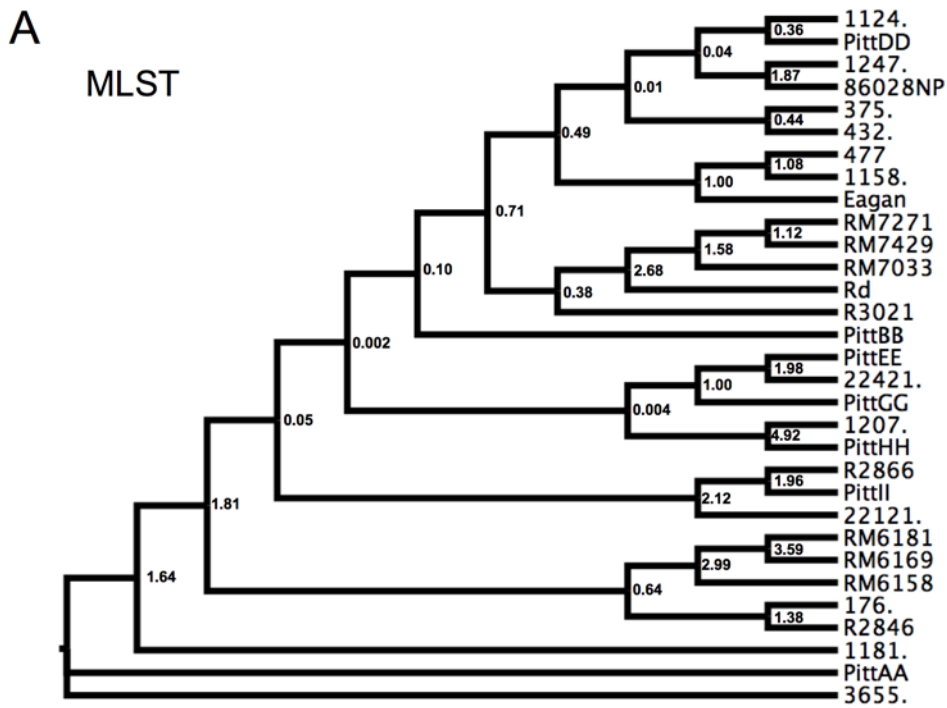 A
MLST
1124.
0.36
PittDD
0.04
1247.
1.87
86028NP
0.01
375.
0.44
432.
0.49
477
1.08
1158.
1.00
Eagan
0.71
RM7271
1.12
RM7429
1.58
RM7033
2.68
Rd
0.38
R3021
0.10
PittBB
0.002
PittEE
1.98
22421.
1.00
PittGG
0.004
1207.
4.92
PittHH
0.05
R2866
1.96
PittII
2.12
22121.
1.81
RM6181
3.59
RM6169
2.99
RM6158
0.64
176.
1.38
R2846
1.64
1181.
PittAA
3655.